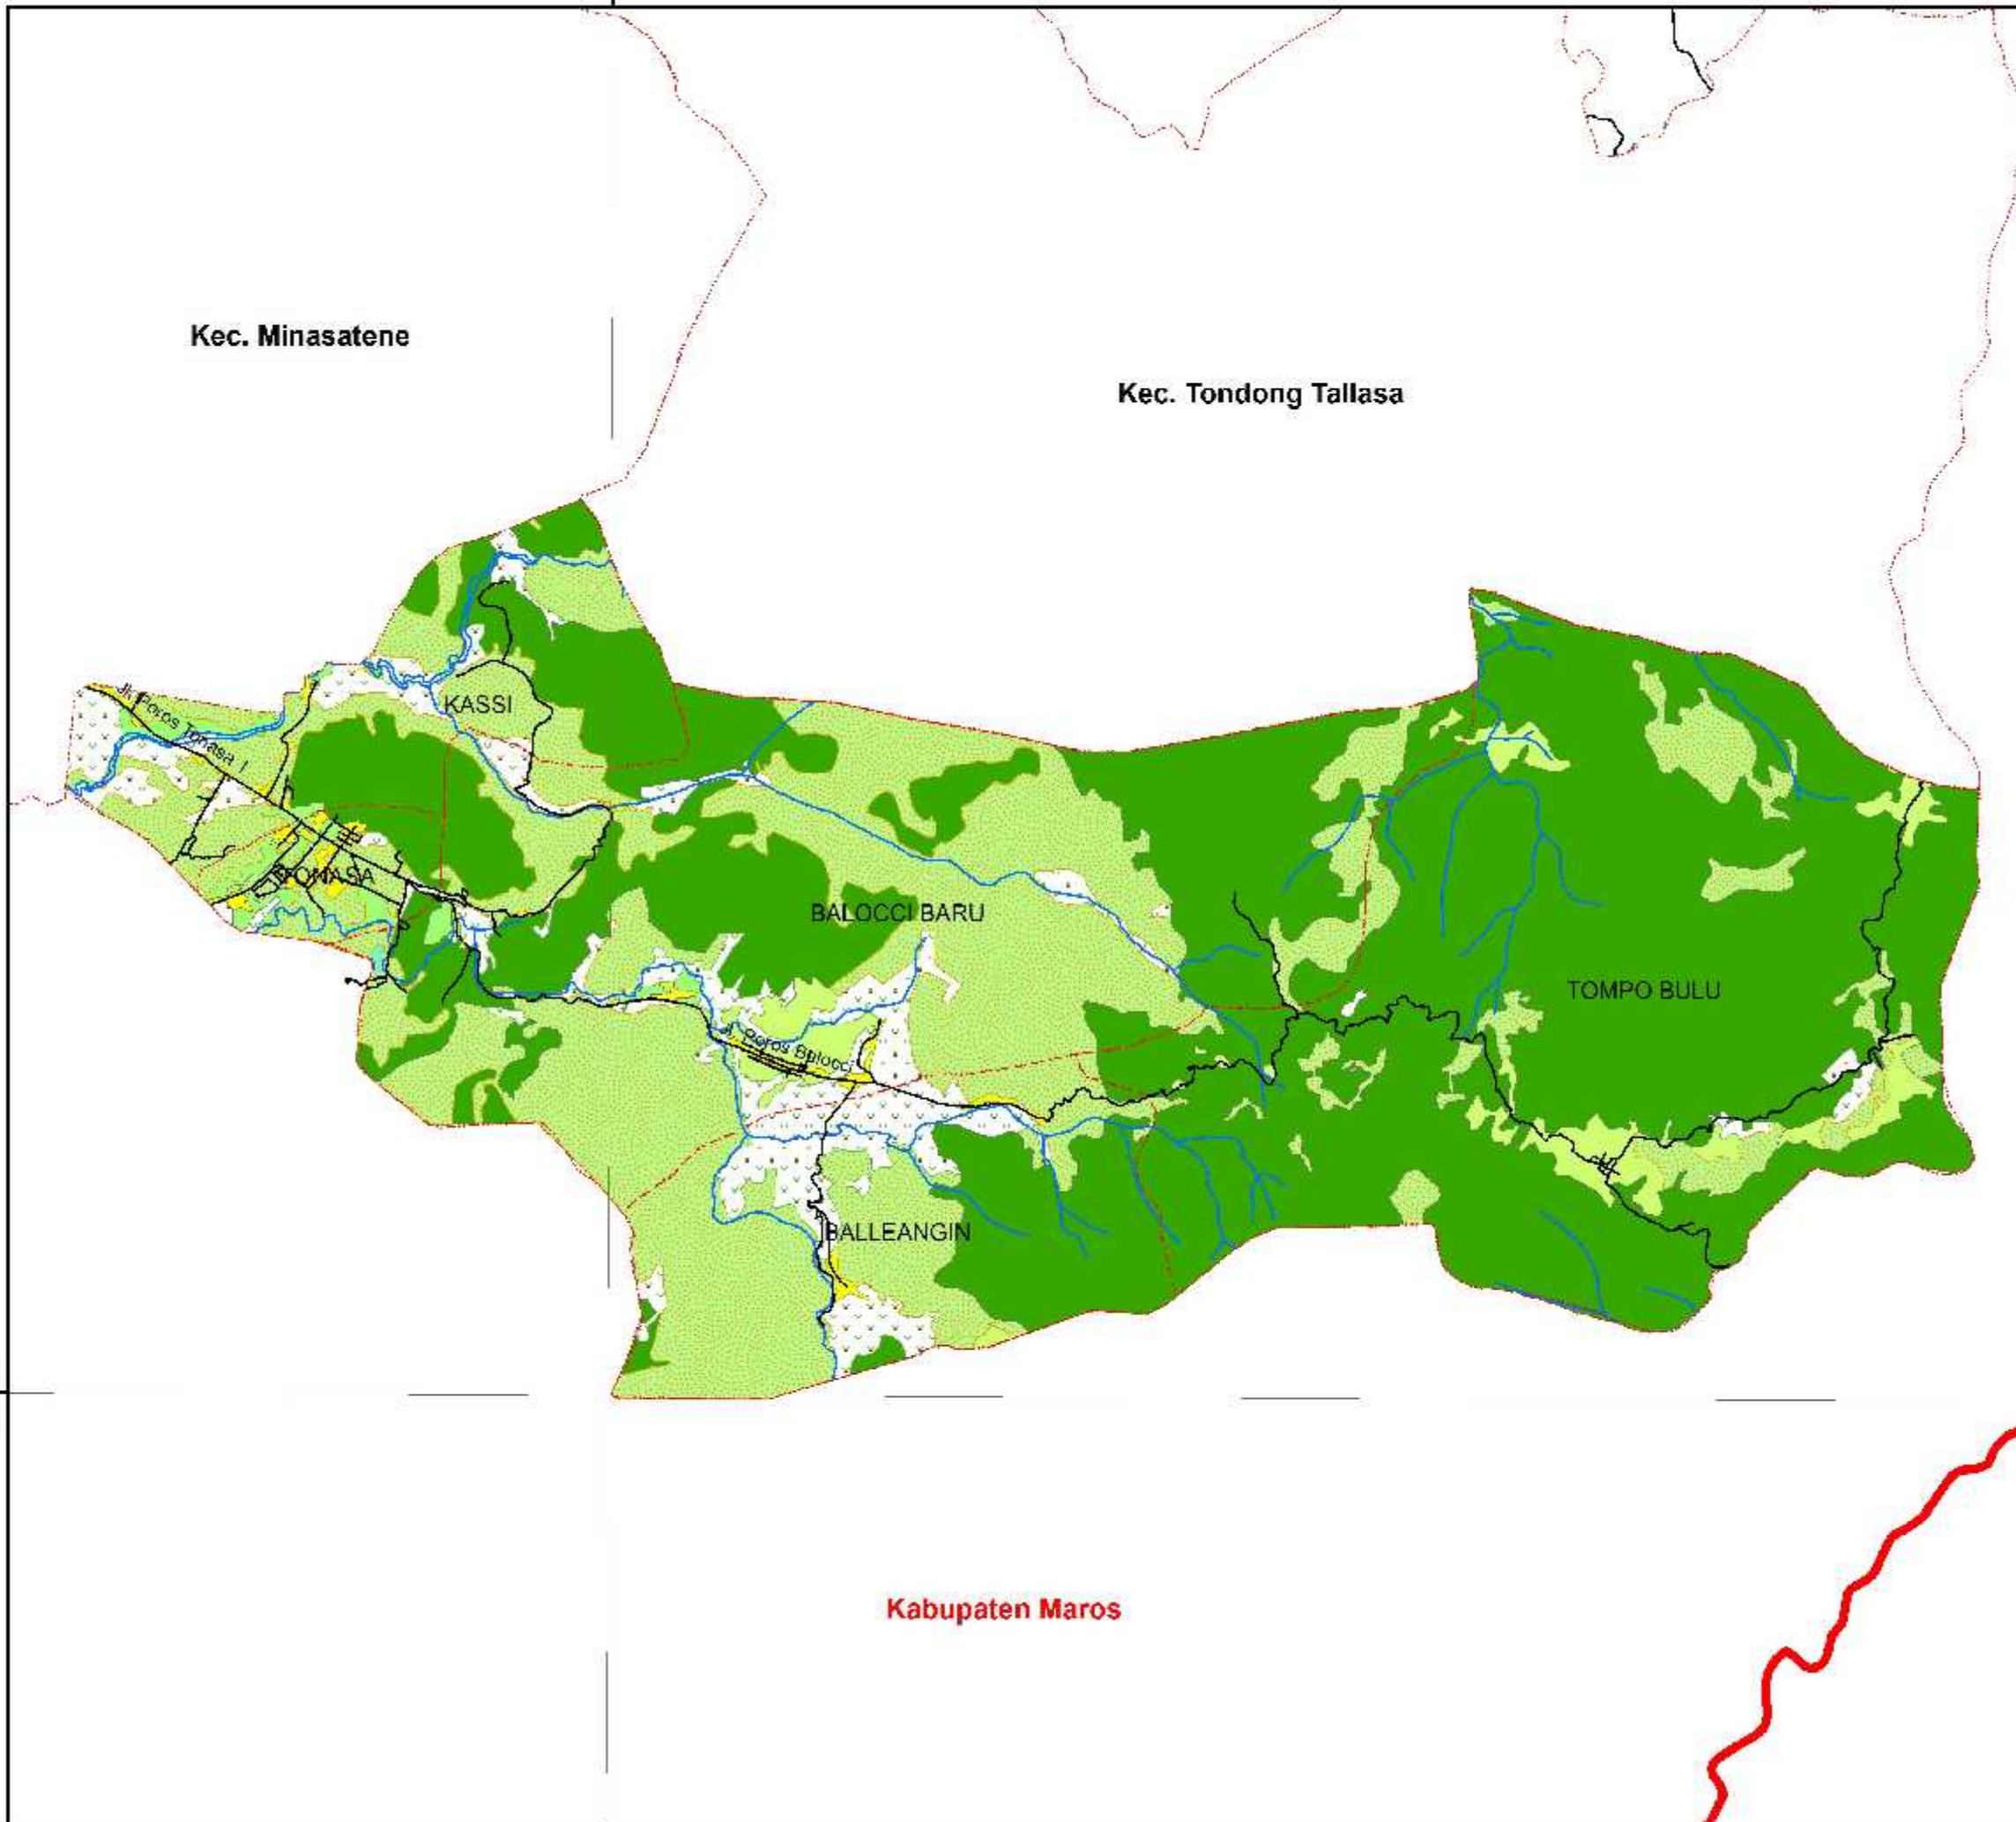 Kec. Minasatene
Kec. Tondong Tallasa
KASSI
Jl. Poros Tonasa I
TONASA
BALOCCI BARU
TOMPO BULU
Jl. Poros Balocci
BALLEANGIN
Kabupaten Maros